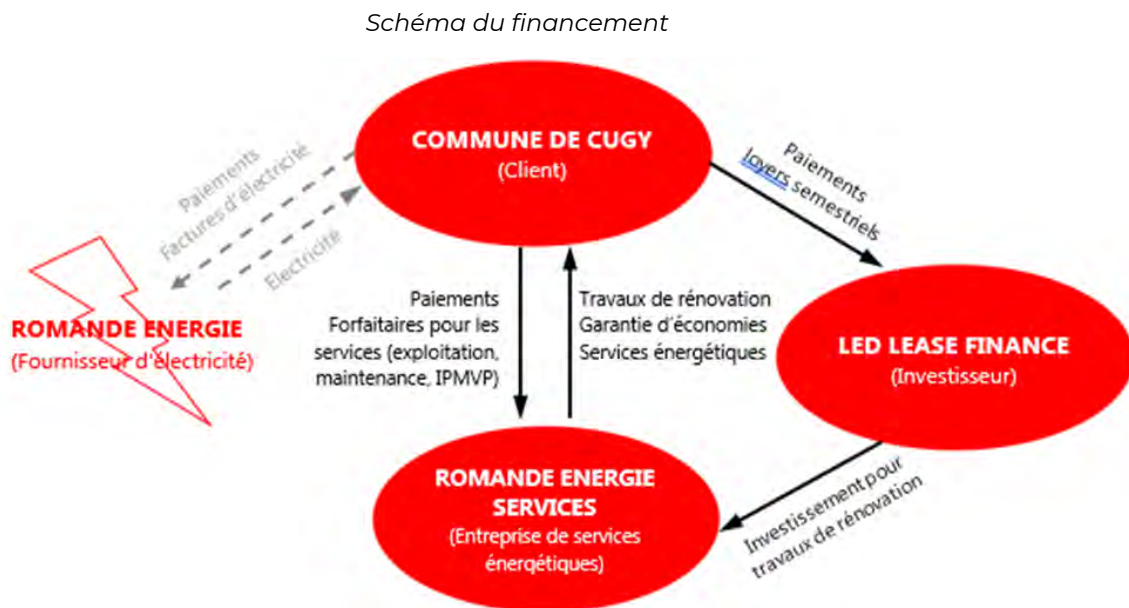 Schéma du financement
COMMUNE DE CUGY
(Client)
Paiements
Factures d'électricité
Electricité
Paiements
loyers semestriels
ROMANDE ENERGIE
(Fournisseur d'électricité)
Paiements
Forfaitaires pour les
services (exploitation,
maintenance, IPMVP)
Travaux de rénovation
Garantie d'économies
Services énergétiques
LED LEASE FINANCE
(Investisseur)
ROMANDE ENERGIE
SERVICES
(Entreprise de services
énergétiques)
Investissement pour
travaux de rénovation